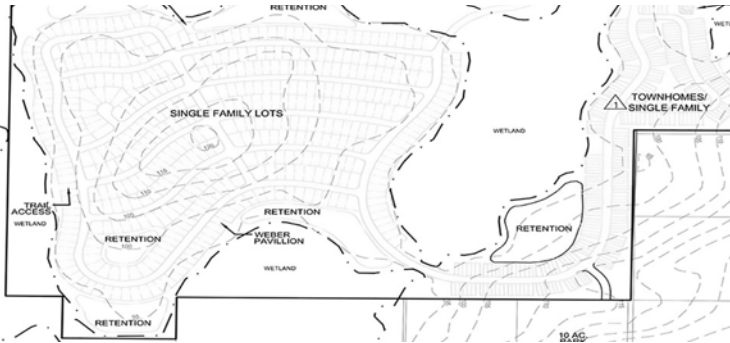 RETENTION
SINGLE FAMILY LOTS
1
TOWNHOMES/
SINGLE FAMILY
WETLAND
TRAIL
ACCESS
WETLAND
RETENTION
WEBER
PAVILLION
RETENTION
RETENTION
WETLAND
RETENTION
10 AC.
PARK